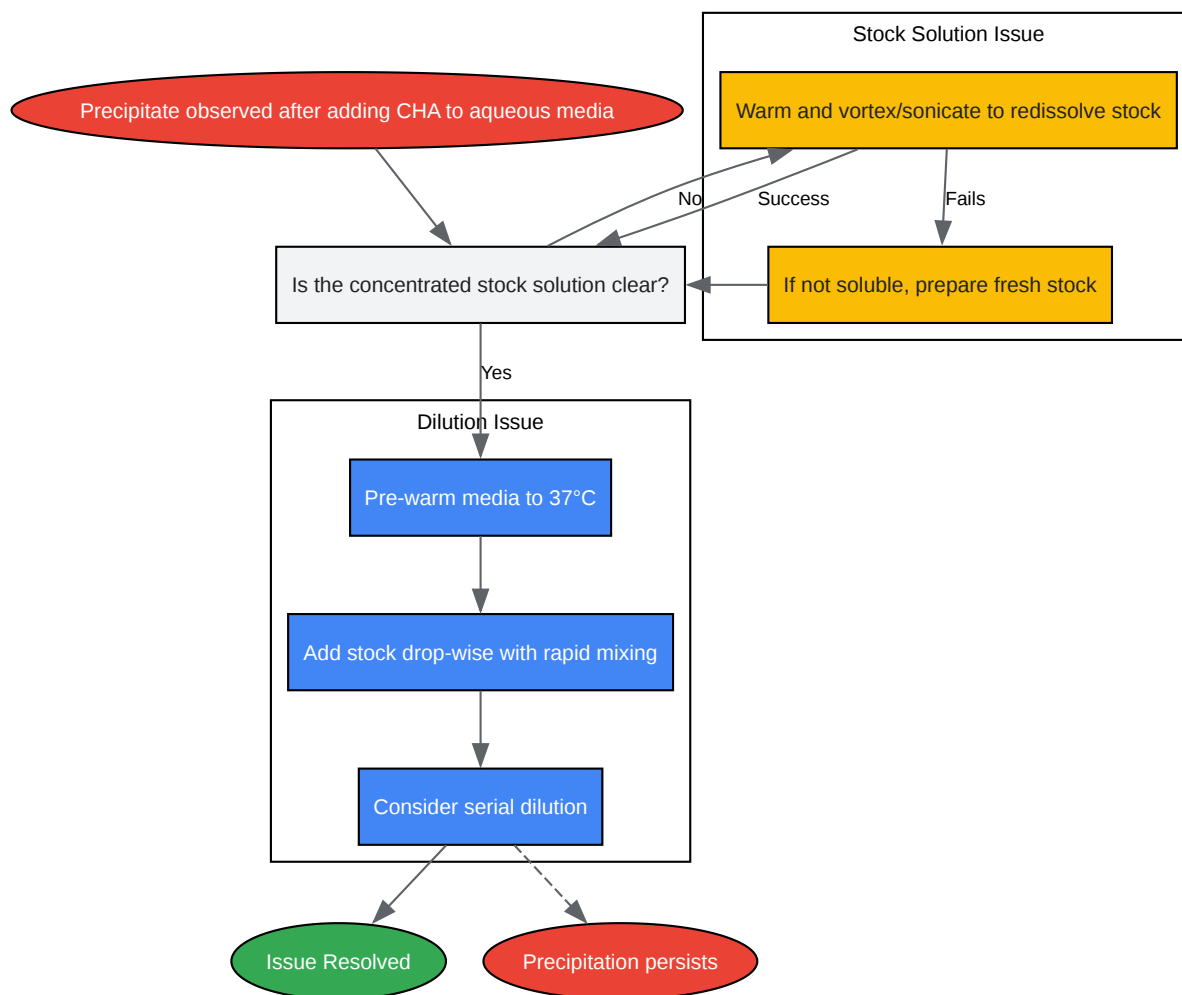 Stock Solution Issue
Precipitate observed after adding CHA to aqueous media
Warm and vortex/sonicate to redissolve stock
No
Success
Fails
Is the concentrated stock solution clear?
If not soluble, prepare fresh stock
Yes
Dilution Issue
Pre-warm media to 37°C
Add stock drop-wise with rapid mixing
Consider serial dilution
Issue Resolved
Precipitation persists